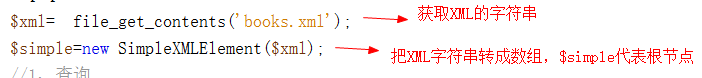 $xml=  file_get_contents('books.xml');
获取XML的字符串
$simple=new SimpleXMLElement($xml);
把XML字符串转成数组，$simple代表根节点
//1. 查询